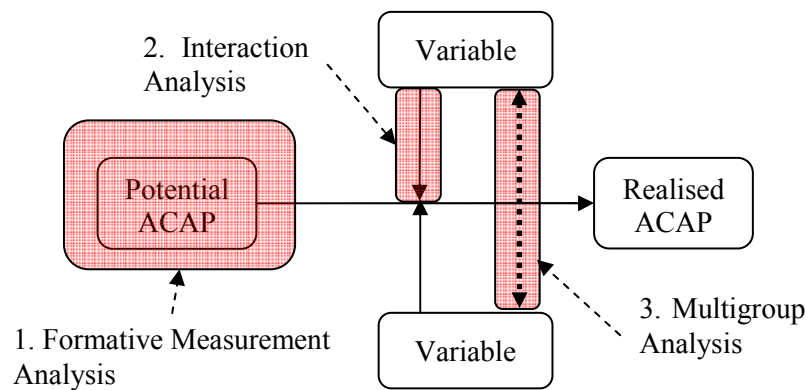 2. Interaction
Analysis
Variable
Potential
ACAP
Realised
ACAP
1. Formative Measurement
Analysis
Variable
3. Multigroup
Analysis